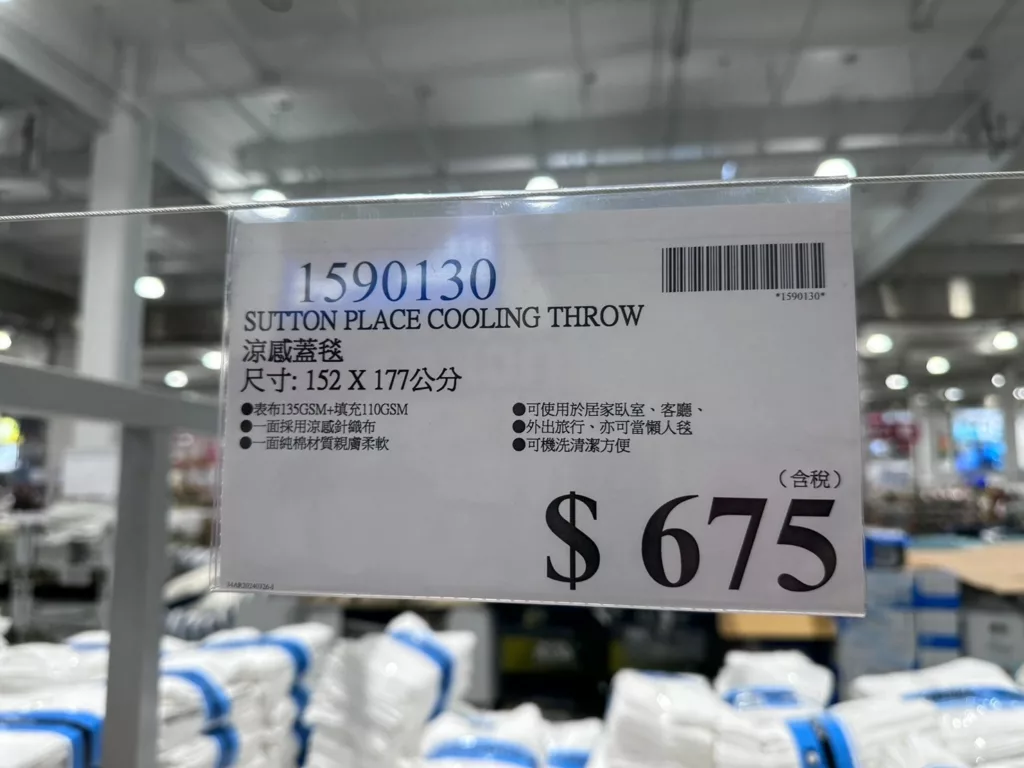 1590130
*1590130*
SUTTON PLACE COOLING THROW
涼感蓋毯
尺寸: 152 X 177公分
●表布135GSM+填充110GSM
●一面採用涼感針織布
●一面純棉材質親膚柔軟
●可使用於居家臥室、客廳、
●外出旅行、亦可當懶人毯
●可機洗清潔方便
(含稅)
$ 675